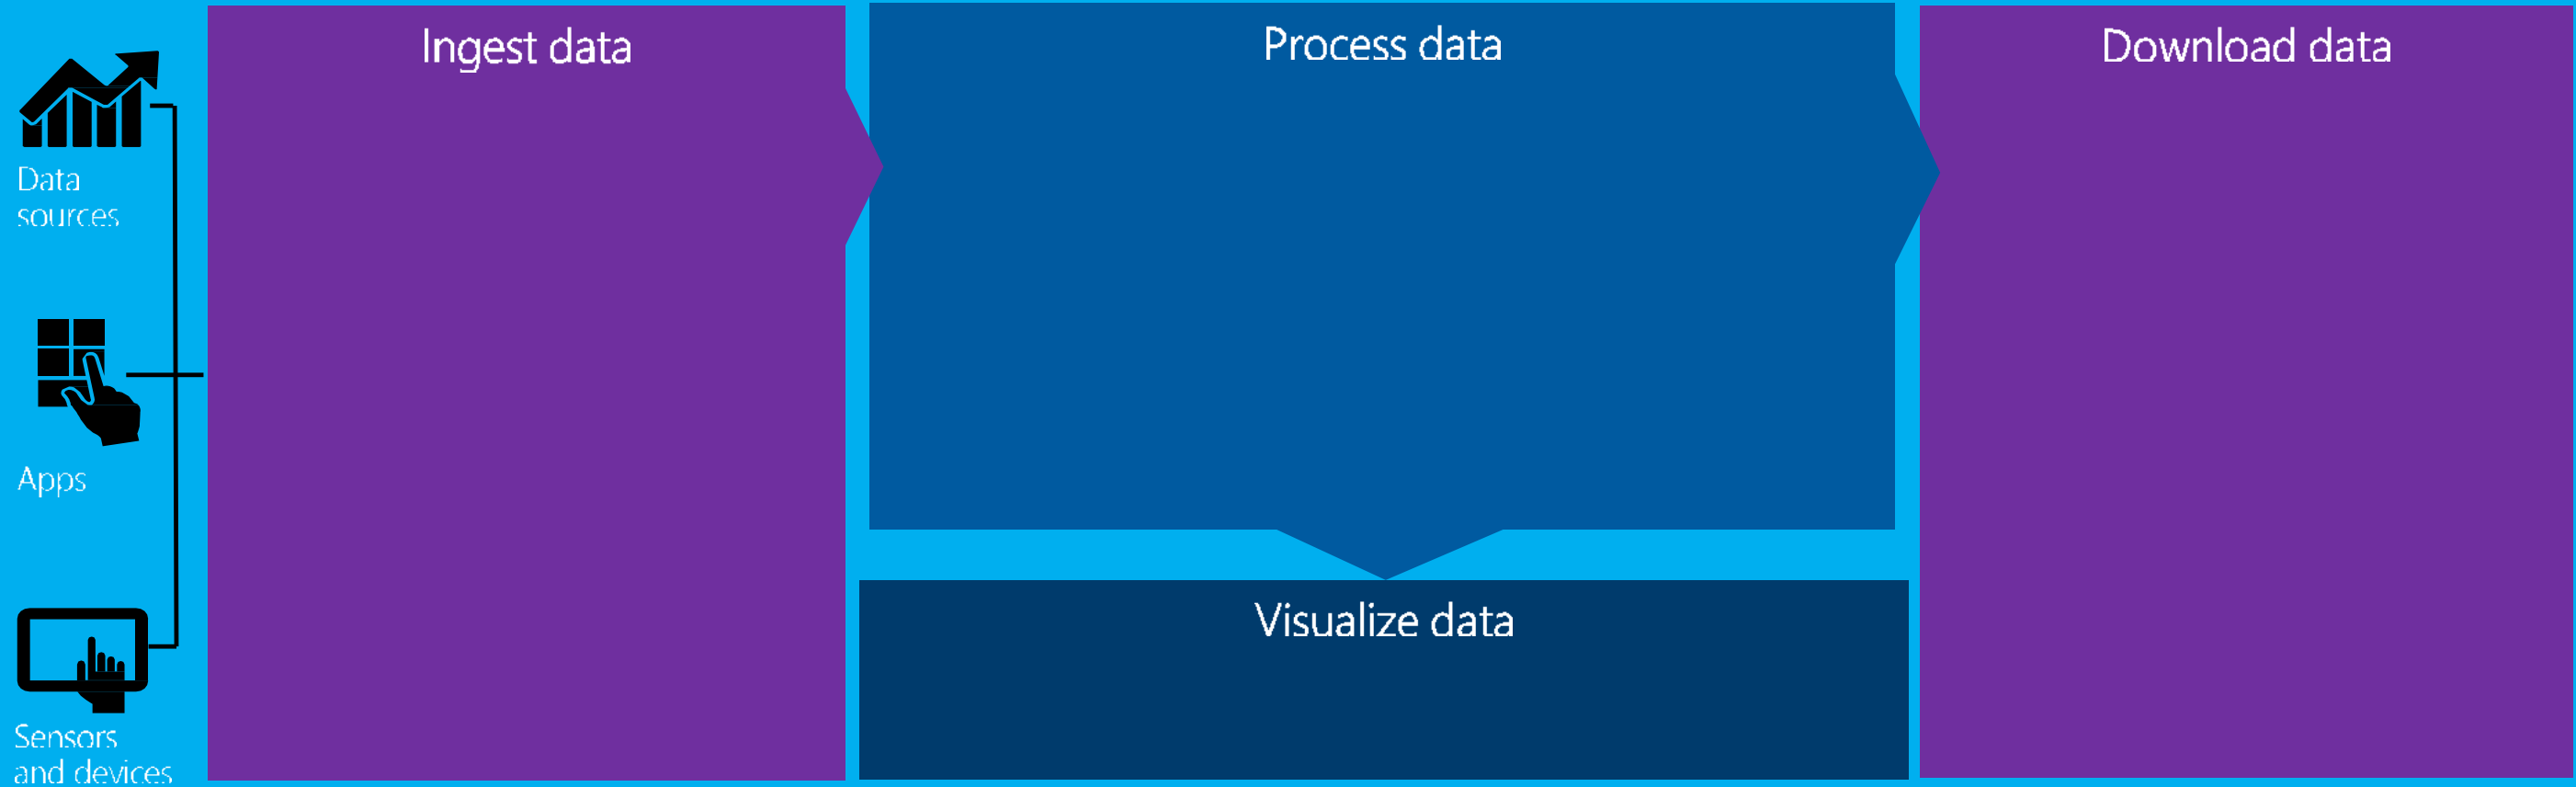 Data
sources
Apps
Sensors
and devices
Ingest data
Process data
Visualize data
Download data